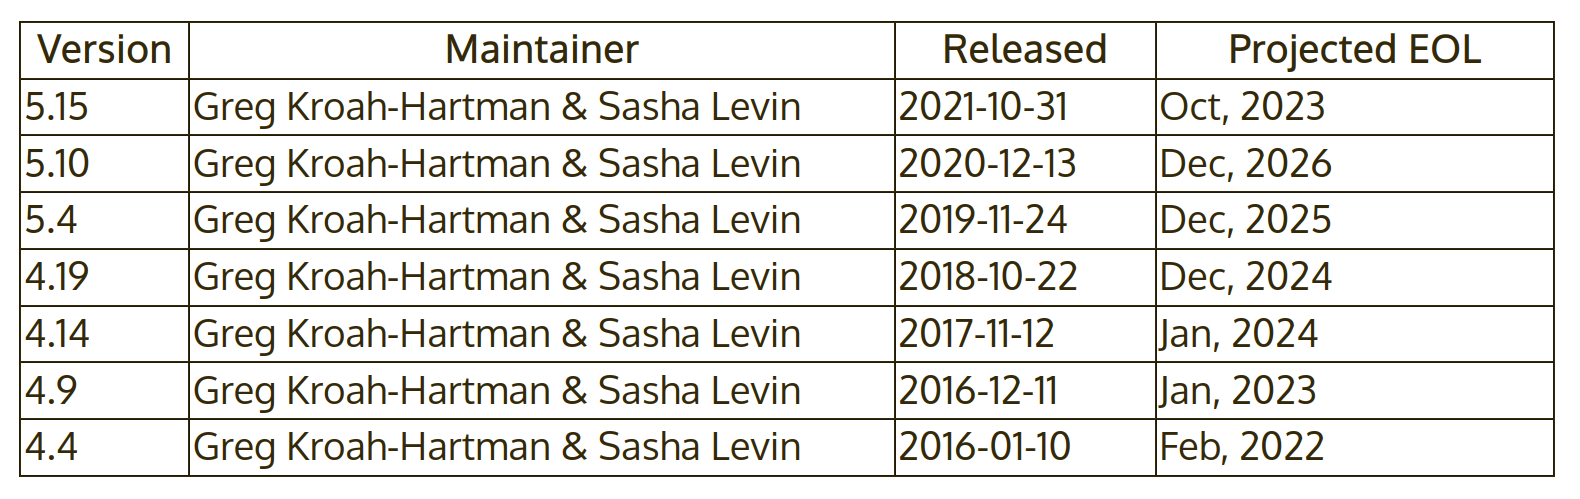 Version Maintainer Released Projected EOL
5.15 Greg Kroah-Hartman & Sasha Levin 2021-10-31 Oct, 2023
5.10 Greg Kroah-Hartman & Sasha Levin 2020-12-13 Dec, 2026
5.4 Greg Kroah-Hartman & Sasha Levin 2019-11-24 Dec, 2025
4.19 Greg Kroah-Hartman & Sasha Levin 2018-10-22 Dec, 2024
4.14 Greg Kroah-Hartman & Sasha Levin 2017-11-12 Jan, 2024
4.9 Greg Kroah-Hartman & Sasha Levin 2016-12-11 Jan, 2023
4.4 Greg Kroah-Hartman & Sasha Levin 2016-01-10 Feb, 2022